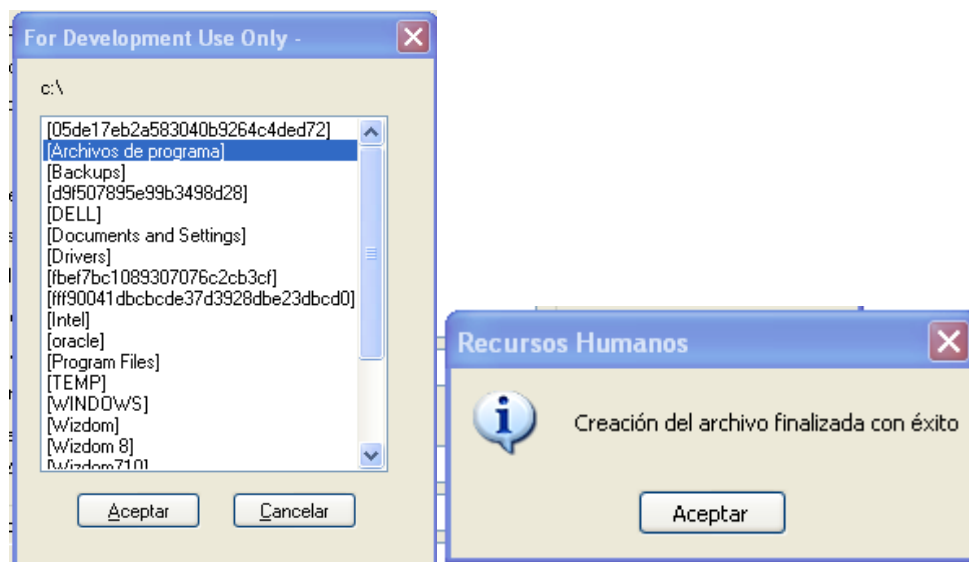 For Development Use Only -
c:\
[05de17eb2a583040b9264c4ded72]
[Archivos de programa]
[Backups]
[d9f507895e99b3498d28]
[DELL]
[Documents and Settings]
[Drivers]
[fbef7bc1089307076c2cb3cf]
[fff90041dbcbcde37d3928dbe23dbcd0]
[Intel]
[oracle]
[Program Files]
[TEMP]
[WINDOWS]
[Wizdom]
[Wizdom 8]
[Wizdom710]
Aceptar
Cancelar
Recursos Humanos
Creación del archivo finalizada con éxito
Aceptar